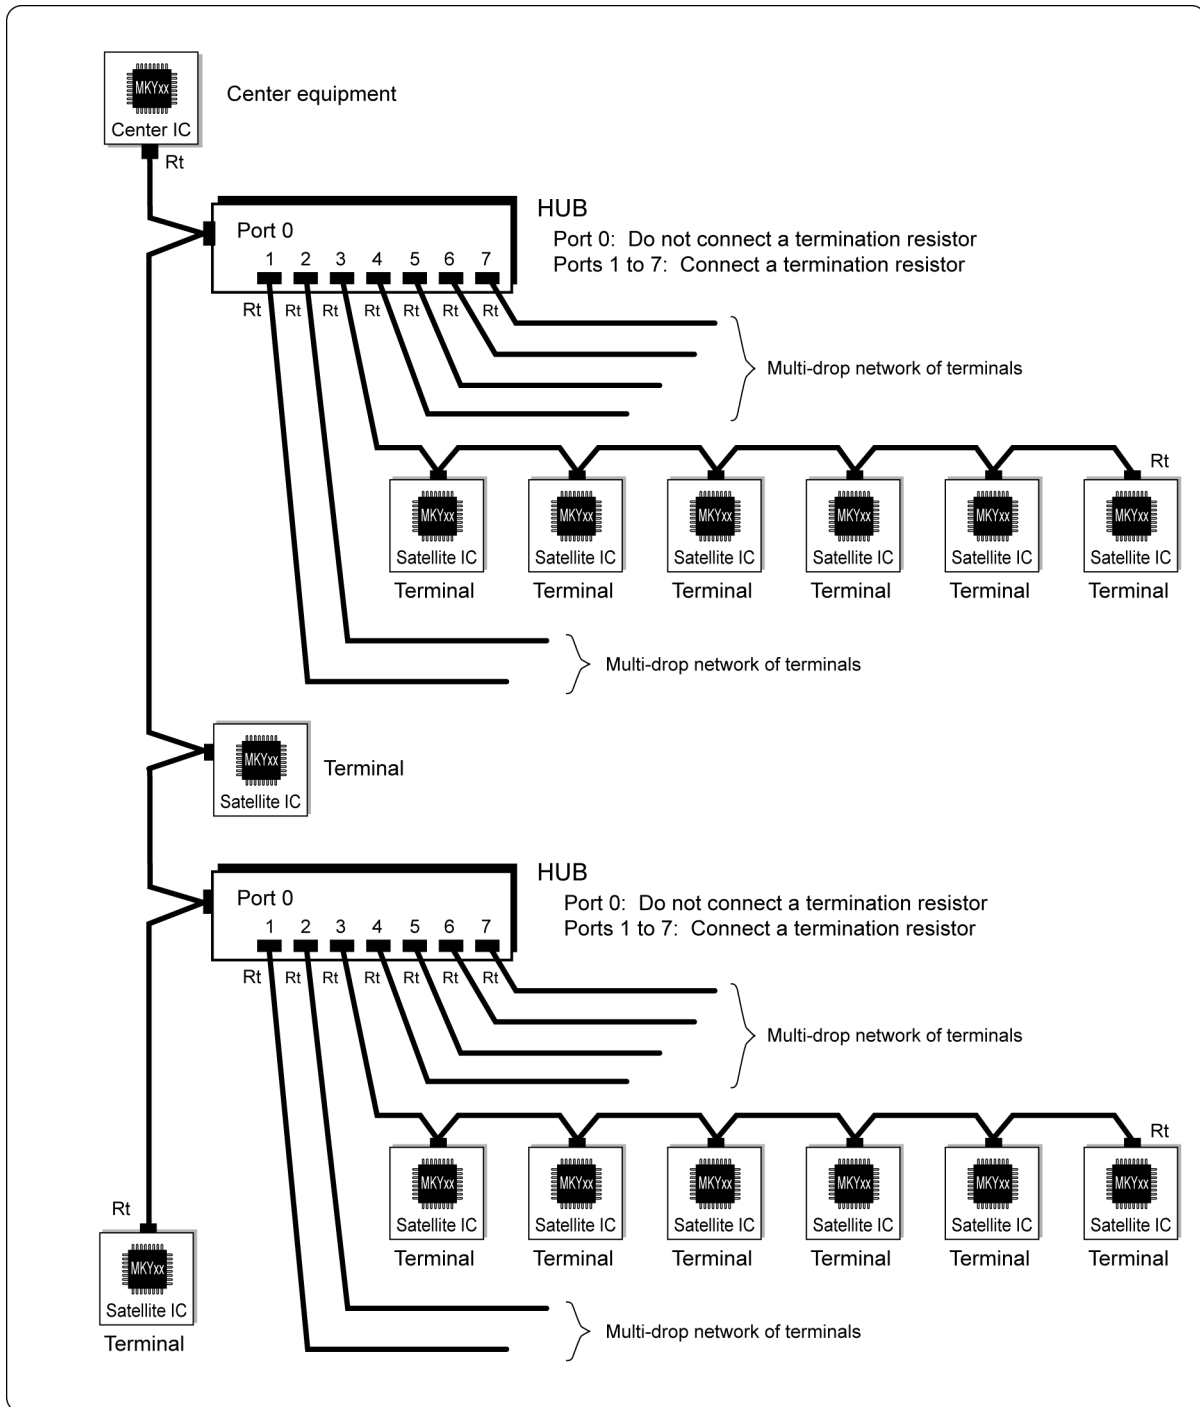 MKYxx
Center IC
Center equipment
Rt
HUB
Port 0
Port 0: Do not connect a termination resistor
1 2 3 4 5 6 7
Ports 1 to 7: Connect a termination resistor
Rt Rt Rt Rt Rt Rt Rt
Multi-drop network of terminals
Rt
MKYxx MKYxx MKYxx MKYxx MKYxx MKYxx
Satellite IC Satellite IC Satellite IC Satellite IC Satellite IC Satellite IC
Terminal Terminal Terminal Terminal Terminal Terminal
Multi-drop network of terminals
MKYxx
Terminal
Satellite IC
HUB
Port 0
Port 0: Do not connect a termination resistor
1 2 3 4 5 6 7
Ports 1 to 7: Connect a termination resistor
Rt Rt Rt Rt Rt Rt Rt
Multi-drop network of terminals
Rt
MKYxx MKYxx MKYxx MKYxx MKYxx MKYxx
Satellite IC Satellite IC Satellite IC Satellite IC Satellite IC Satellite IC
Terminal Terminal Terminal Terminal Terminal Terminal
Rt
MKYxx
Satellite IC
Terminal
Multi-drop network of terminals